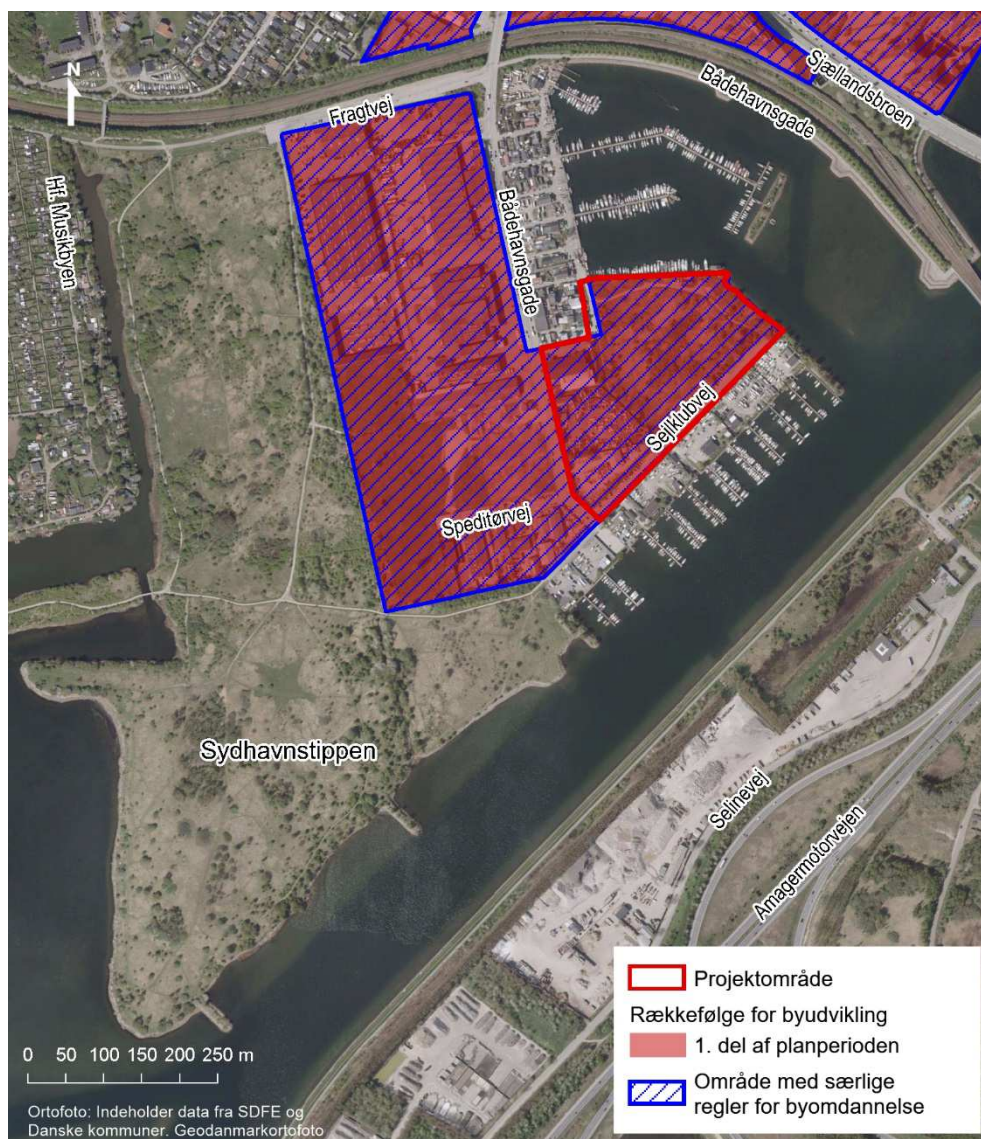 N
Sjællandsbroen
Bådehavnsgade
Fragtvej
Hf. Musikbyen
Bådehavnsgade
Sejlklubvej
Speditørvej
Sydhavnstippen
Selinevej
Amagermotorvejen
Projektområde
Rækkefølge for byudvikling
1. del af planperioden
Område med særlige
regler for byomdannelse
0 50 100 150 200 250 m
Ortofoto: Indeholder data fra SDFE og
Danske kommuner. Geodanmarkortofoto